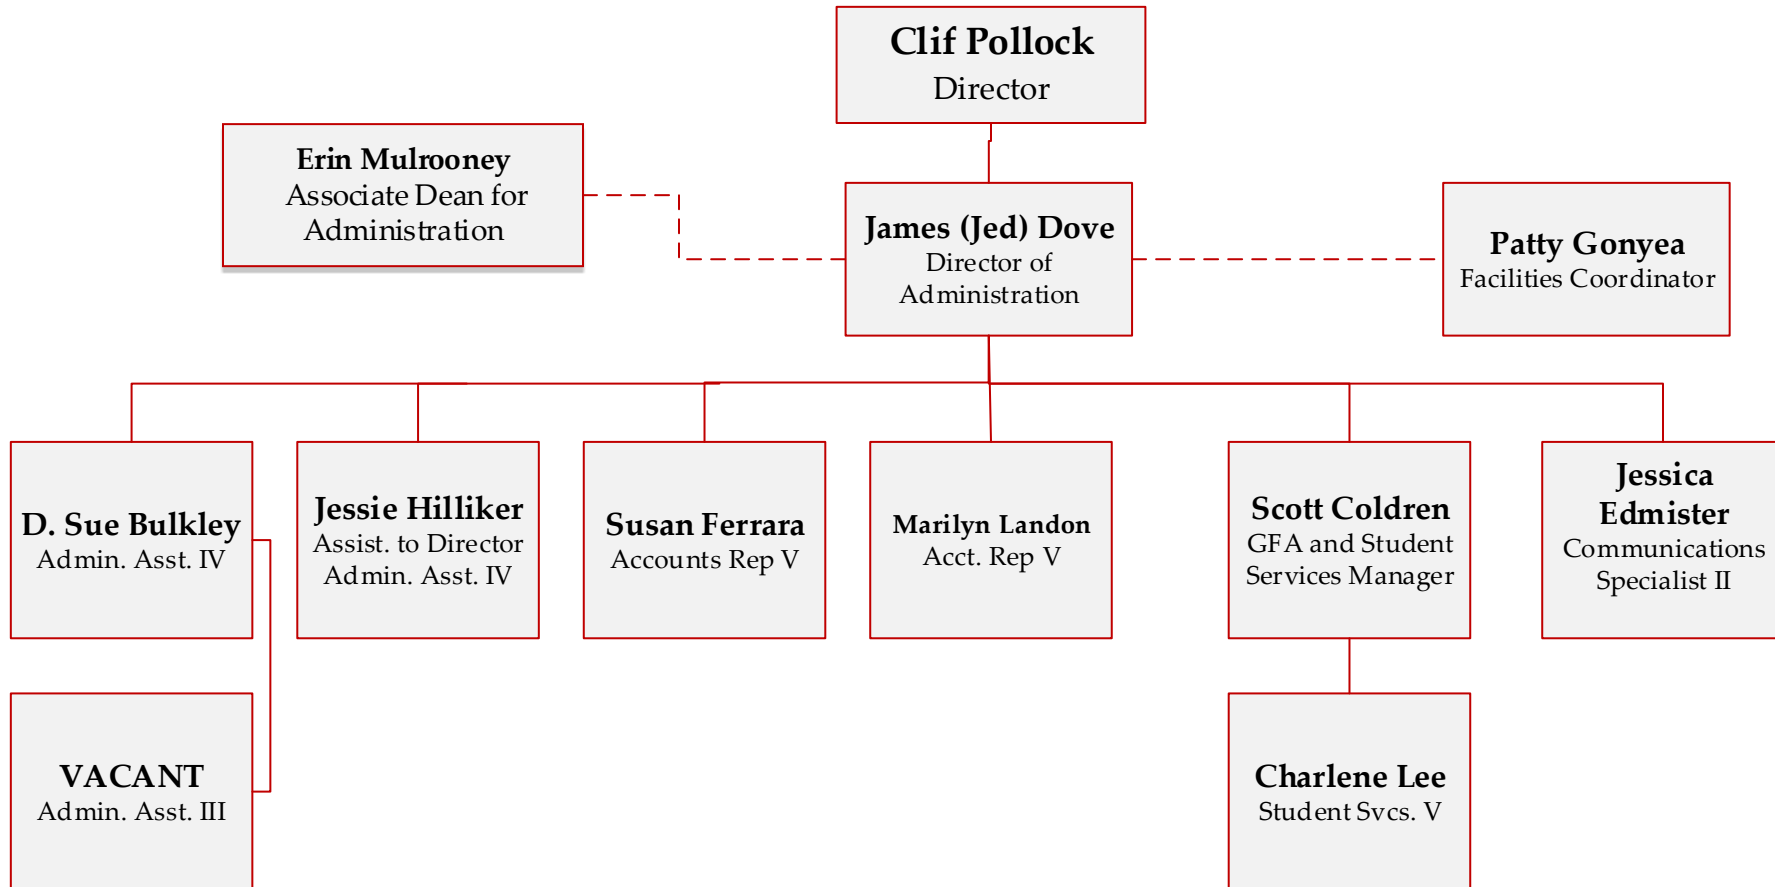 Clif Pollock
Director
Erin Mulrooney
Associate Dean for
Administration
James (Jed) Dove
Director of
Administration
Patty Gonyea
Facilities Coordinator
D. Sue Bulkley
Admin. Asst. IV
Jessie Hilliker
Assist. to Director
Admin. Asst. IV
Susan Ferrara
Accounts Rep V
Marilyn Landon
Acct. Rep V
Scott Coldren
GFA and Student
Services Manager
Jessica
Edmister
Communications
Specialist II
VACANT
Admin. Asst. III
Charlene Lee
Student Svcs. V